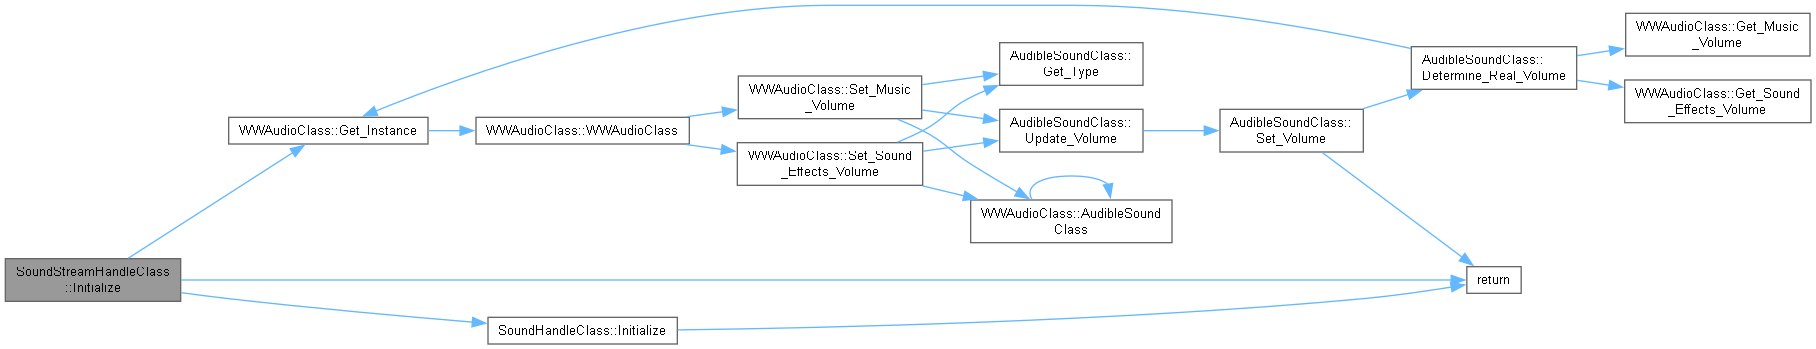 SoundStreamHandleClass
::Initialize
WWAudioClass::Get_Instance
WWAudioClass::WWAudioClass
WWAudioClass::Set_Music
_Volume
AudibleSoundClass::
Get_Type
AudibleSoundClass::
Update_Volume
AudibleSoundClass::
Set_Volume
AudibleSoundClass::
Determine_Real_Volume
WWAudioClass::Get_Music
_Volume
WWAudioClass::Get_Sound
_Effects_Volume
WWAudioClass::Set_Sound
_Effects_Volume
WWAudioClass::AudibleSound
Class
return
SoundHandleClass::Initialize